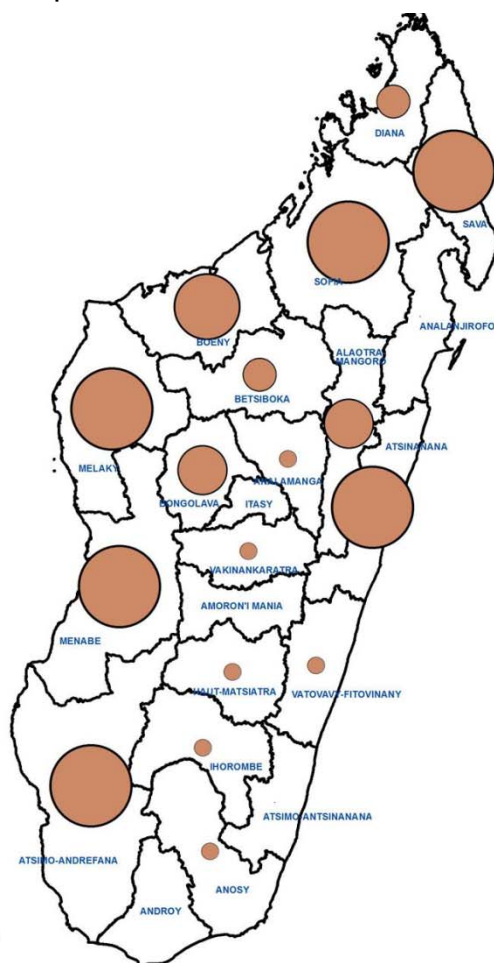 DIANA
SAVA
SOFIA
ANALANJIROFO
BOENY
ALAOTRA
MANGORO
BETSIBOKA
ATSINANANA
MELAKY
ANALAMANGA
BONGOLAVA
ITASY
VAKINANKARATRA
AMORON'I MANIA
MENABE
HAUT-MATSIATRA
VATOVAVY-FITOVINANY
IHOROMBE
ATSIMO-ANTSINANANA
ATSIMO-ANDREFANA
ANOSY
ANDROY